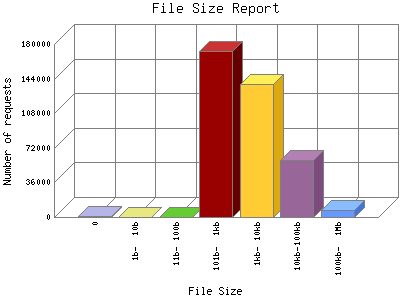 File Size Report
Number of requests
180000
144000
108000
72000
36000
0
0
1b- 10b
11b- 100b
101b- 1kb
1kb- 10kb
10kb-100kb
100kb- 1Mb
File Size